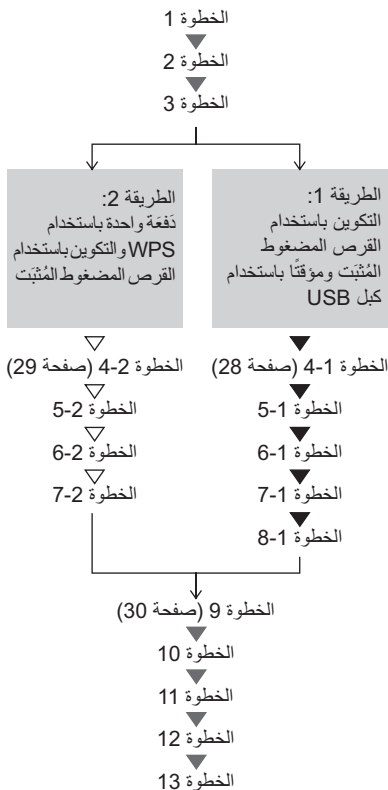 الخطوة 1
الخطوة 2
الخطوة 3
الطريقة 1:
التكوين باستخدام
القرص المضغوط
المُثبَت ومؤقتًا باستخدام
كبل USB
الطريقة 2:
دَفعَة واحدة باستخدام
WPS والتكوين باستخدام
القرص المضغوط المُثبَت
الخطوة 4-1 (صفحة 28)
الخطوة 5-1
الخطوة 6-1
الخطوة 7-1
الخطوة 8-1
الخطوة 4-2 (صفحة 29)
الخطوة 5-2
الخطوة 6-2
الخطوة 7-2
الخطوة 9 (صفحة 30)
الخطوة 10
الخطوة 11
الخطوة 12
الخطوة 13